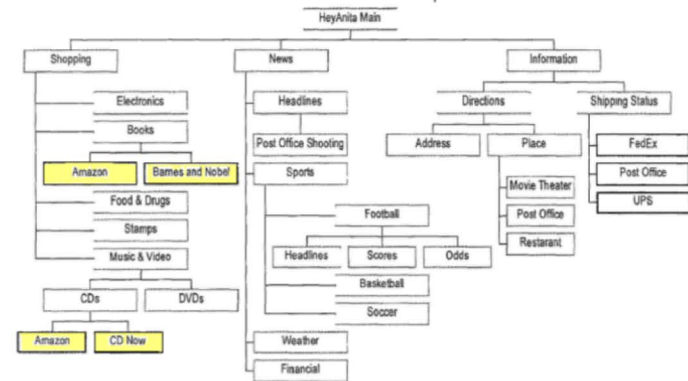 HeyAnita Main
Shopping
News
Information
Electronics
Headlines
Directions
Shipping Status
Books
Post Office Shooting
Address
Place
FedEx
Amazon
Barnes and Nobel
Sports
Post Office
Food & Drugs
Movie Theater
UPS
Stamps
Football
Post Office
Music & Video
Headlines
Scores
Odds
Restarant
CDs
DVDs
Basketball
Soccer
Amazon
CD Now
Weather
Financial